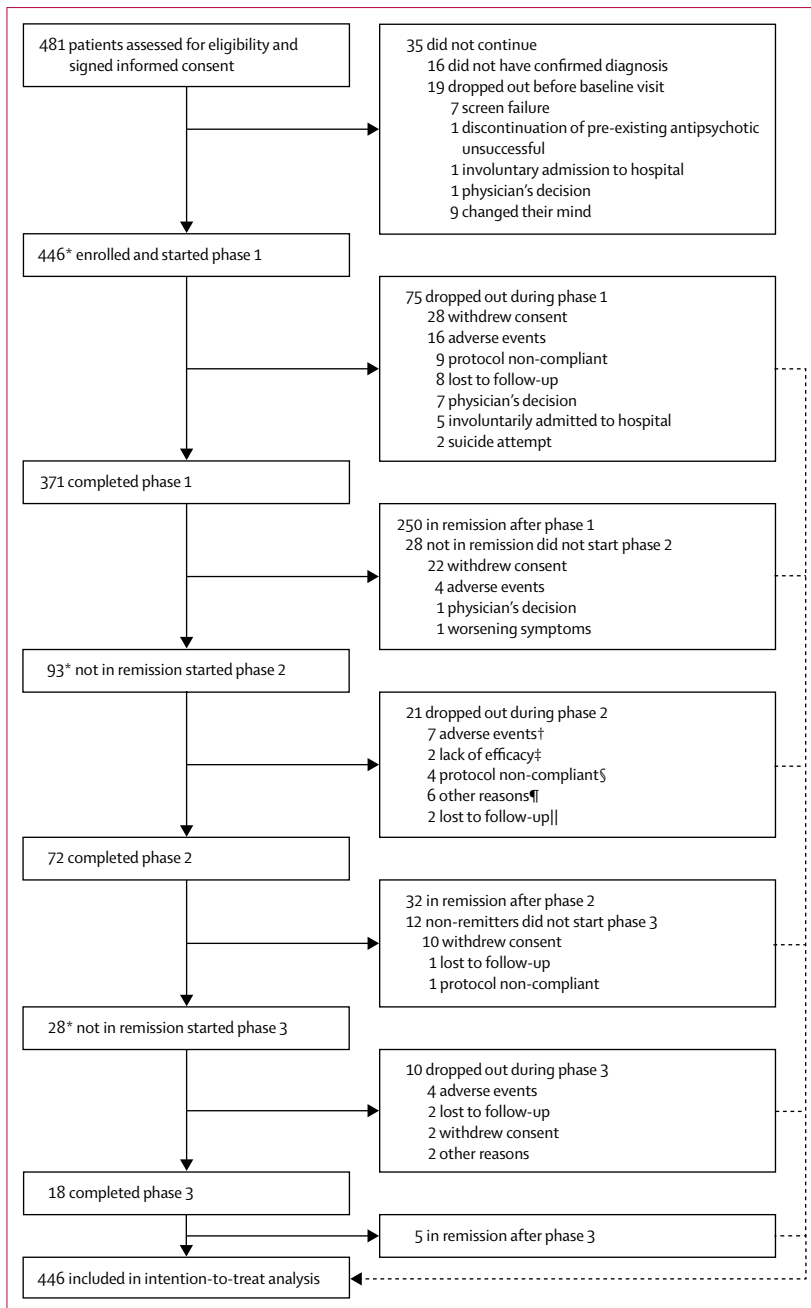 481 patients assessed for eligibility and
signed informed consent
35 did not continue
16 did not have confirmed diagnosis
19 dropped out before baseline visit
7 screen failure
1 discontinuation of pre-existing antipsychotic
unsuccessful
1 involuntary admission to hospital
1 physician's decision
9 changed their mind
446* enrolled and started phase 1
75 dropped out during phase 1
28 withdrew consent
16 adverse events
9 protocol non-compliant
8 lost to follow-up
7 physician's decision
5 involuntarily admitted to hospital
2 suicide attempt
371 completed phase 1
250 in remission after phase 1
28 not in remission did not start phase 2
22 withdrew consent
4 adverse events
1 physician's decision
1 worsening symptoms
93* not in remission started phase 2
21 dropped out during phase 2
7 adverse events†
2 lack of efficacy‡
4 protocol non-compliant§
6 other reasons¶
2 lost to follow-up||
72 completed phase 2
32 in remission after phase 2
12 non-remitters did not start phase 3
10 withdrew consent
1 lost to follow-up
1 protocol non-compliant
28* not in remission started phase 3
10 dropped out during phase 3
4 adverse events
2 lost to follow-up
2 withdrew consent
2 other reasons
18 completed phase 3
5 in remission after phase 3
446 included in intention-to-treat analysis